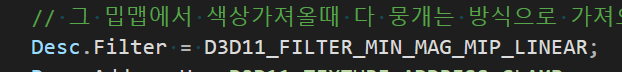 // 그 밉맵에서 색상가져올때 다 뭉개는 방식으로 가져으
Desc.Filter = D3D11_FILTER_MIN_MAG_MIP_LINEAR;